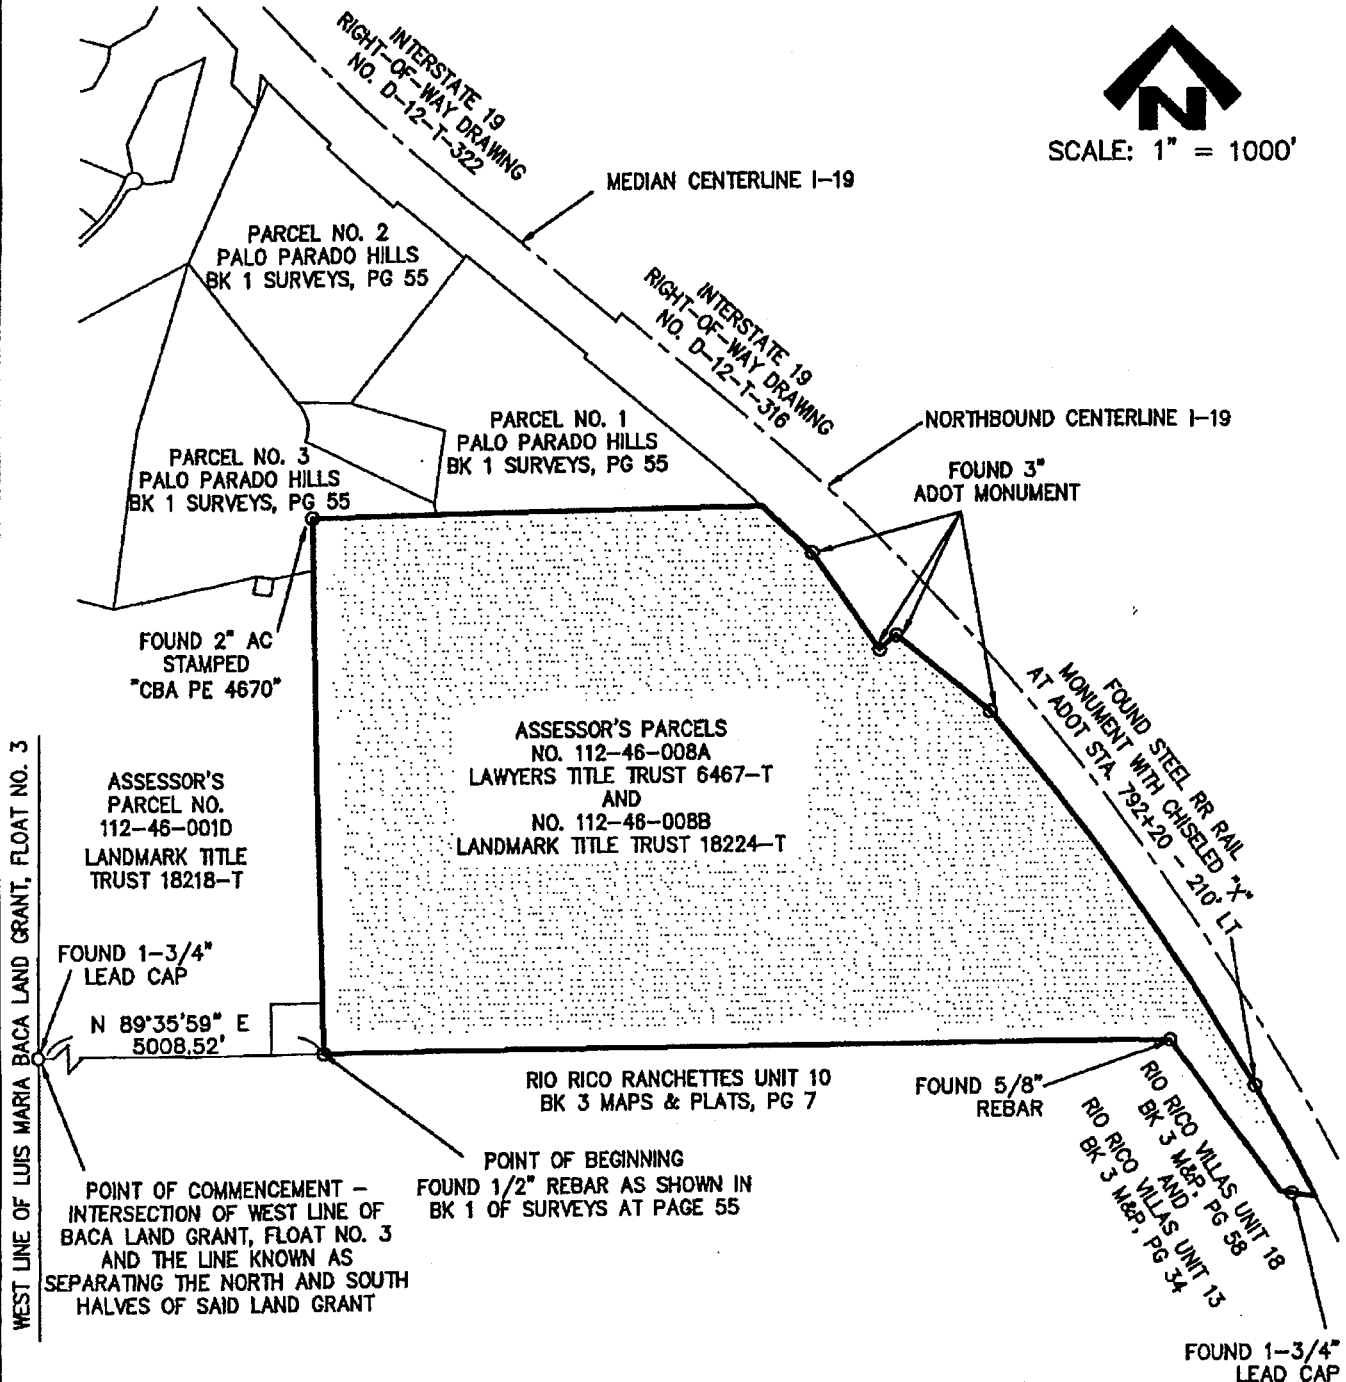 INTERSTATE 19
RIGHT-OF-WAY DRAWING
NO. D-12-T-322
N
SCALE: 1" = 1000'
MEDIAN CENTERLINE I-19
PARCEL NO. 2
PALO PARADO HILLS
BK 1 SURVEYS, PG 55
INTERSTATE 19
RIGHT-OF-WAY DRAWING
NO. D-12-T-316
NORTHBOUND CENTERLINE I-19
PARCEL NO. 1
PALO PARADO HILLS
BK 1 SURVEYS, PG 55
PARCEL NO. 3
PALO PARADO HILLS
BK 1 SURVEYS, PG 55
FOUND 3"
ADOT MONUMENT
FOUND 2" AC
STAMPED
"CBA PE 4670"
FOUND STEEL RR RAIL
MONUMENT WITH CHISELED "X"
AT ADOT STA. 792+20 - 210' LT
ASSESSOR'S PARCELS
NO. 112-46-008A
LAWYERS TITLE TRUST 6467-T
AND
NO. 112-46-008B
LANDMARK TITLE TRUST 18224-T
WEST LINE OF LUIS MARIA BACA LAND GRANT, FLOAT NO. 3
ASSESSOR'S
PARCEL NO.
112-46-001D
LANDMARK TITLE
TRUST 18218-T
FOUND 1-3/4"
LEAD CAP
N 89°35'59" E
5008.52'
RIO RICO RANCHETTES UNIT 10
BK 3 MAPS & PLATS, PG 7
FOUND 5/8"
REBAR
RIO RICO VILLAS UNIT 18
BK 3 M&P, PG 58
AND
RIO RICO VILLAS UNIT 13
BK 3 M&P, PG 34
POINT OF BEGINNING
FOUND 1/2" REBAR AS SHOWN IN
BK 1 OF SURVEYS AT PAGE 55
POINT OF COMMENCEMENT -
INTERSECTION OF WEST LINE OF
BACA LAND GRANT, FLOAT NO. 3
AND THE LINE KNOWN AS
SEPARATING THE NORTH AND SOUTH
HALVES OF SAID LAND GRANT
FOUND 1-3/4"
LEAD CAP